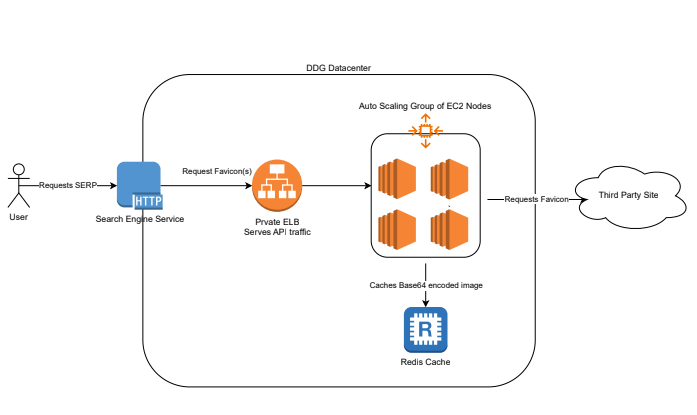 DDG Datacenter
Auto Scaling Group of EC2 Nodes
Request Favicon(s)
Requests SERP
HTTP
User
Search Engine Service
Prvate ELB
Serves API traffic
Requests Favicon
Third Party Site
Caches Base64 encoded image
R
Redis Cache